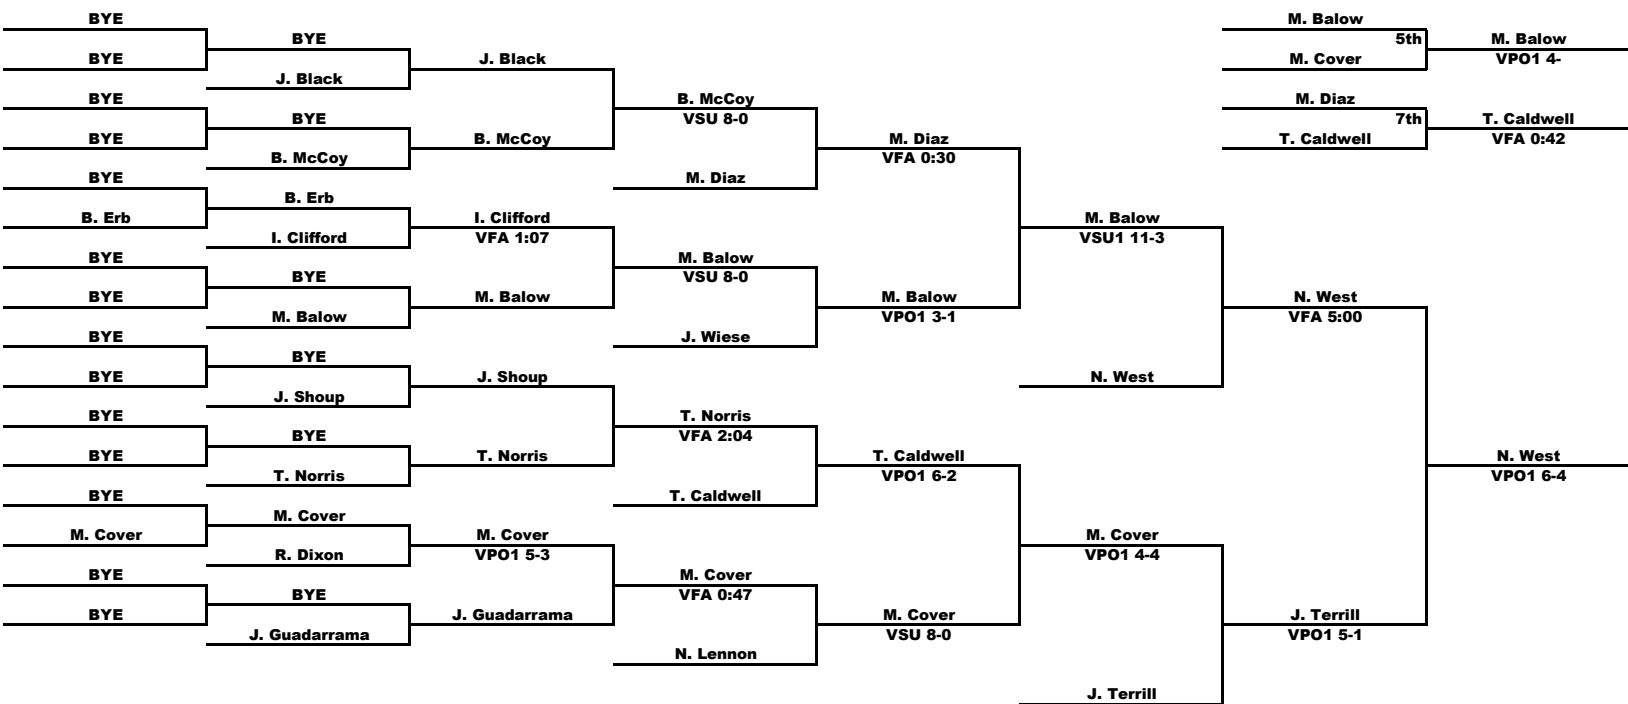 BYE
BYE
BYE
BYE
BYE
B. Erb
BYE
BYE
BYE
BYE
BYE
BYE
BYE
M. Cover
BYE
BYE
BYE
J. Black
BYE
B. McCoy
B. Erb
I. Clifford
BYE
M. Balow
BYE
J. Shoup
BYE
T. Norris
M. Cover
R. Dixon
BYE
J. Guadarrama
J. Black
B. McCoy
I. Clifford
VFA 1:07
M. Balow
J. Shoup
T. Norris
M. Cover
VPO1 5-3
J. Guadarrama
B. McCoy
VSU 8-0
M. Diaz
M. Balow
VSU 8-0
J. Wiese
T. Norris
VFA 2:04
T. Caldwell
M. Cover
VFA 0:47
N. Lennon
M. Diaz
VFA 0:30
M. Balow
VPO1 3-1
T. Caldwell
VPO1 6-2
M. Cover
VSU 8-0
M. Balow
VSU1 11-3
N. West
M. Cover
VPO1 4-4
J. Terrill
N. West
VFA 5:00
J. Terrill
VPO1 5-1
N. West
VPO1 6-4
M. Balow
5th
M. Cover
M. Balow
VPO1 4-
M. Diaz
7th
T. Caldwell
T. Caldwell
VFA 0:42